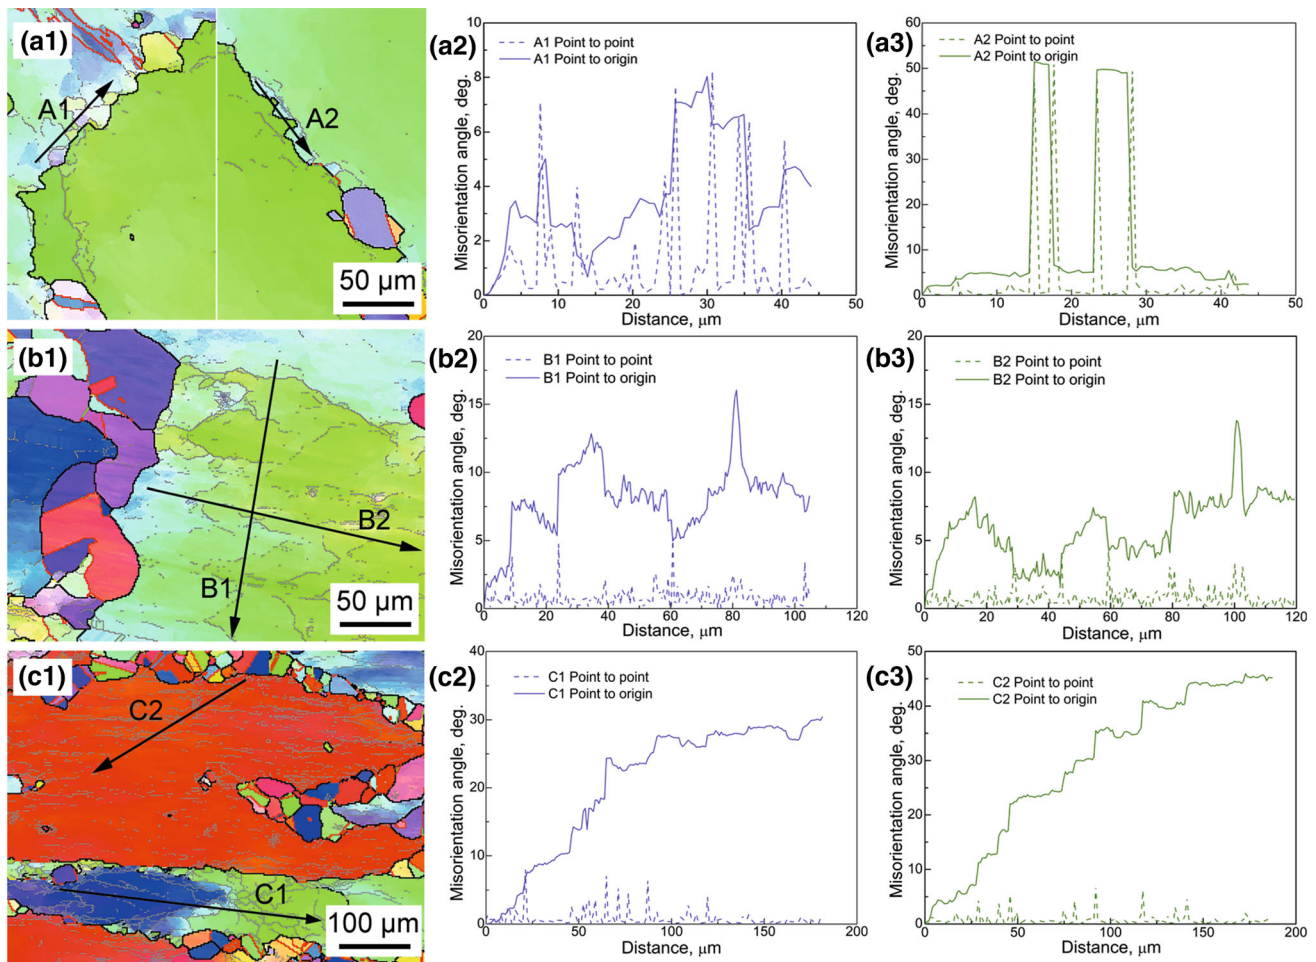 (a1)
A1
A2
50 μm
(a2)
A1 Point to point
A1 Point to origin
Misorientation angle, deg.
10
8
6
4
2
0
0 10 20 30 40 50
Distance, μm
(a3)
A2 Point to point
A2 Point to origin
Misorientation angle, deg.
60
50
40
30
20
10
0
10 20 30 40 50
Distance, μm
(b1)
B2
B1
50 μm
(b2)
B1 Point to point
B1 Point to origin
Misorientation angle, deg.
20
15
10
5
0
0 20 40 60 80 100 120
Distance, μm
(b3)
B2 Point to point
B2 Point to origin
Misorientation angle, deg.
20
15
10
5
0
0 20 40 60 80 100 120
Distance, μm
(c1)
C2
C1
100 μm
(c2)
C1 Point to point
C1 Point to origin
Misorientation angle, deg.
40
30
20
10
0
0 50 100 150 200
Distance, μm
(c3)
C2 Point to point
C2 Point to origin
Misorientation angle, deg.
50
40
30
20
10
0
0 50 100 150 200
Distance, μm